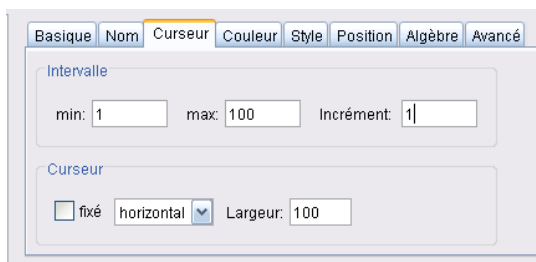 Basique Nom Curseur Couleur Style Position Algèbre Avancé
Intervalle
min: 1 max: 100 Incrément: 1
Curseur
fixé horizontal Largeur: 100